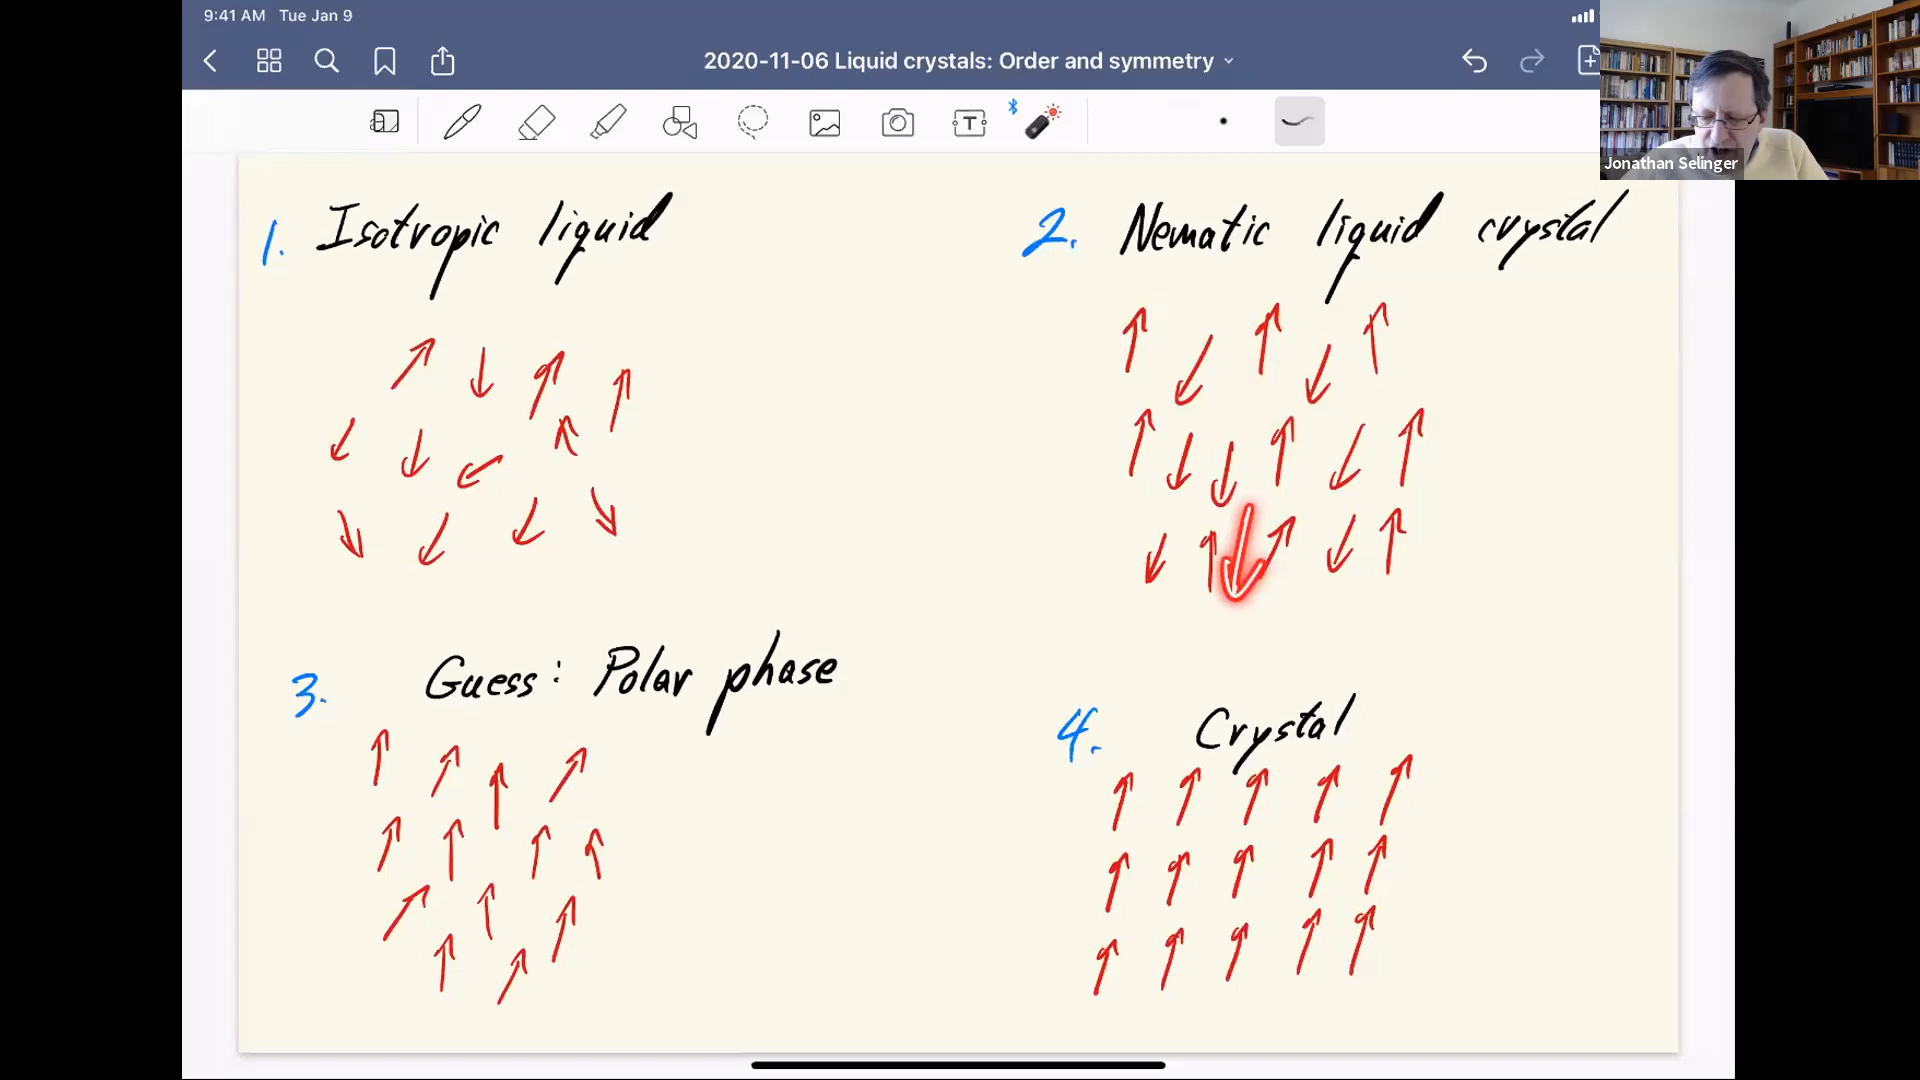 9:41 AM Tue Jan 9
2020-11-06 Liquid crystals: Order and symmetry
T
Jonathan Selinger
1. Isotropic liquid
2. Nematic liquid crystal
3. Guess: Polar phase
4. Crystal